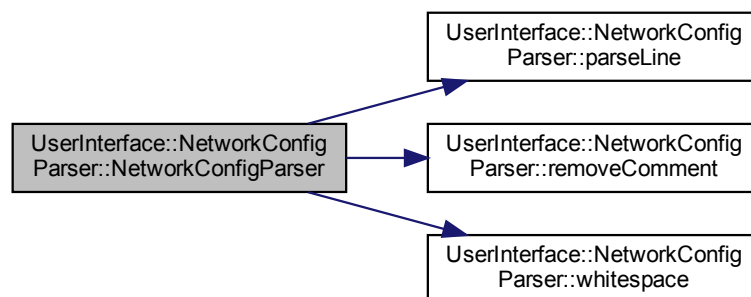 UserInterface::NetworkConfig
Parser::parseLine
UserInterface::NetworkConfig
Parser::NetworkConfigParser
UserInterface::NetworkConfig
Parser::removeComment
UserInterface::NetworkConfig
Parser::whitespace